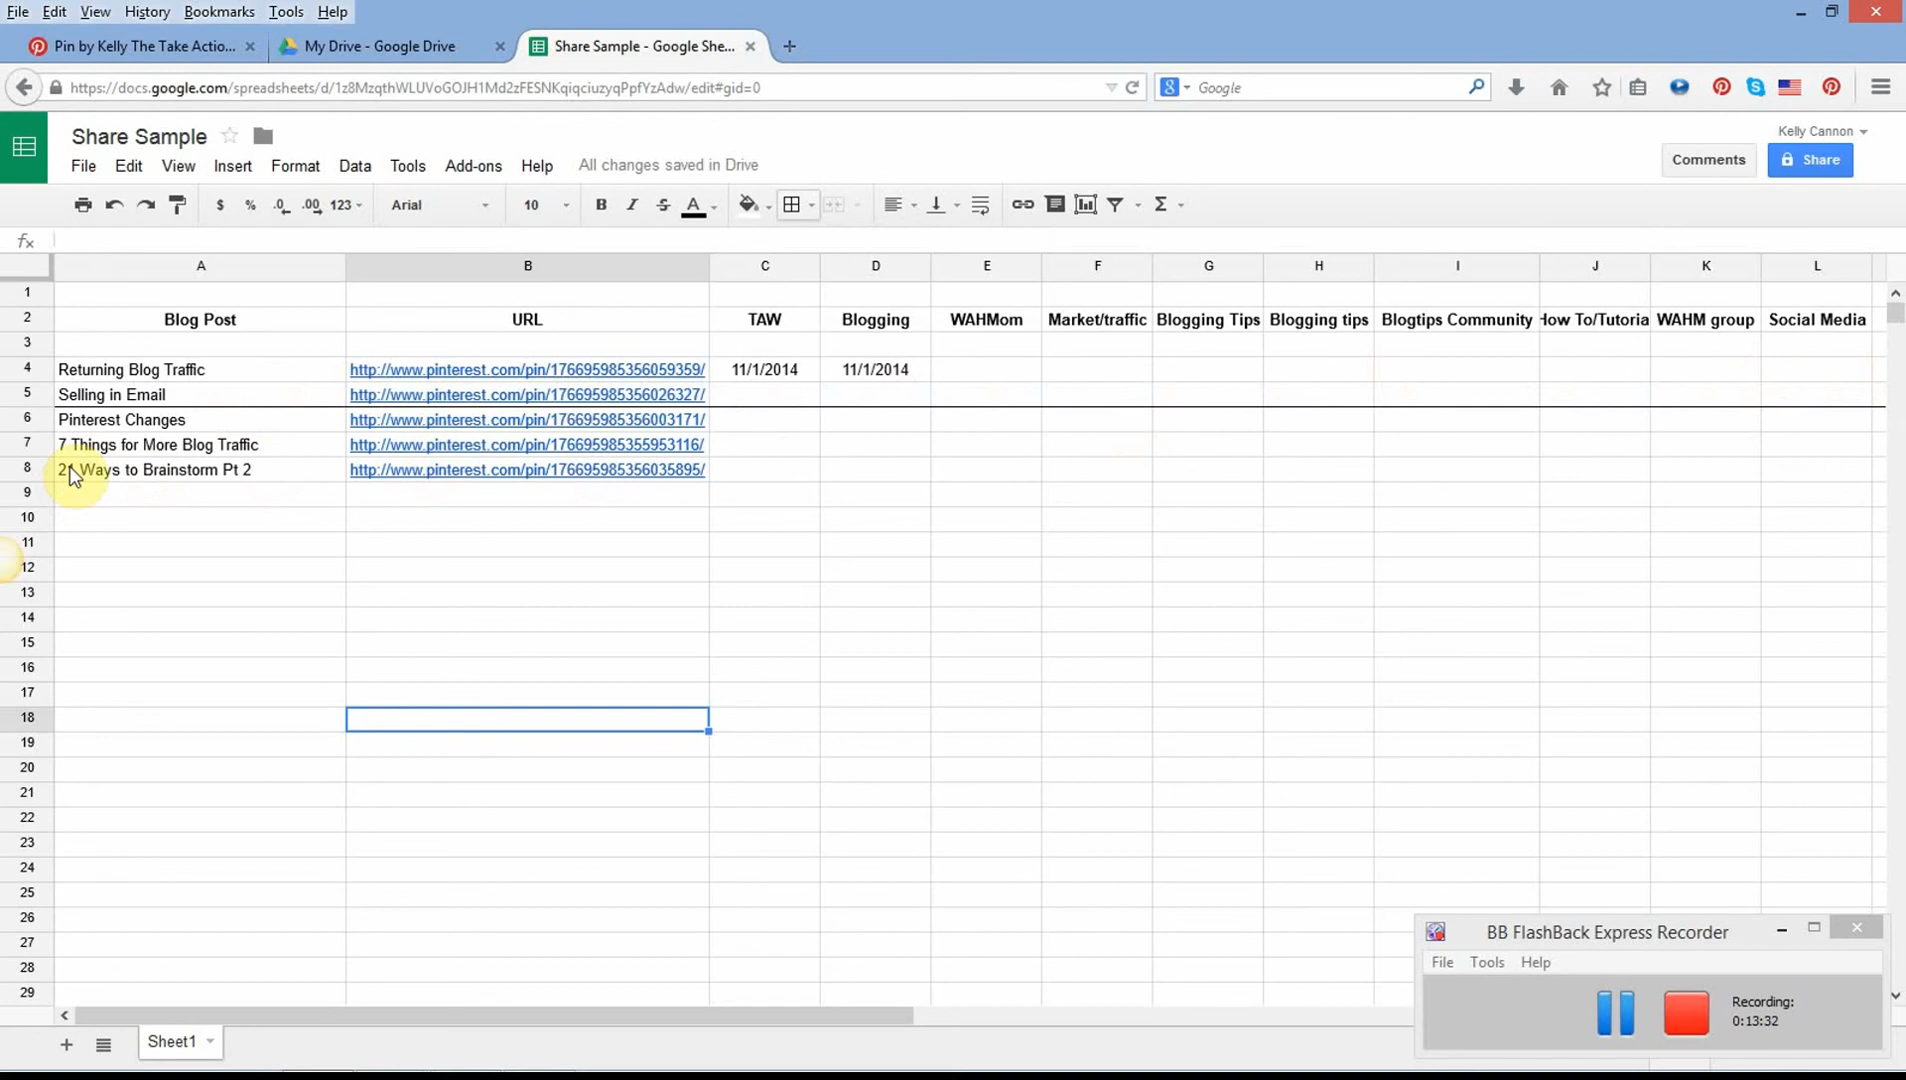 File Edit View History Bookmarks Tools Help
Pin by Kelly The Take Actio... My Drive - Google Drive Share Sample - Google She...
https://docs.google.com/spreadsheets/d/1z8MzqthWLUVoGOJH1Md2zFESNKqiqciuzyqPpfYzAdw/edit#gid=0 Google
Share Sample
Kelly Cannon
File Edit View Insert Format Data Tools Add-ons Help All changes saved in Drive Comments Share
$ % .0 .00 123 Arial 10 B I S A Σ
fx
A B C D E F G H I J K L
1
2 Blog Post URL TAW Blogging WAHMom Market/traffic Blogging Tips Blogging tips Blogtips Community How To/Tutoria WAHM group Social Media
3
4 Returning Blog Traffic http://www.pinterest.com/pin/176695985356059359/ 11/1/2014 11/1/2014
5 Selling in Email http://www.pinterest.com/pin/176695985356026327/
6 Pinterest Changes http://www.pinterest.com/pin/176695985356003171/
7 7 Things for More Blog Traffic http://www.pinterest.com/pin/176695985355953116/
8 21 Ways to Brainstorm Pt 2 http://www.pinterest.com/pin/176695985356035895/
9
10
11
12
13
14
15
16
17
18
19
20
21
22
23
24
25
26
27
28
29
BB FlashBack Express Recorder
File Tools Help
Recording:
0:13:32
Sheet1